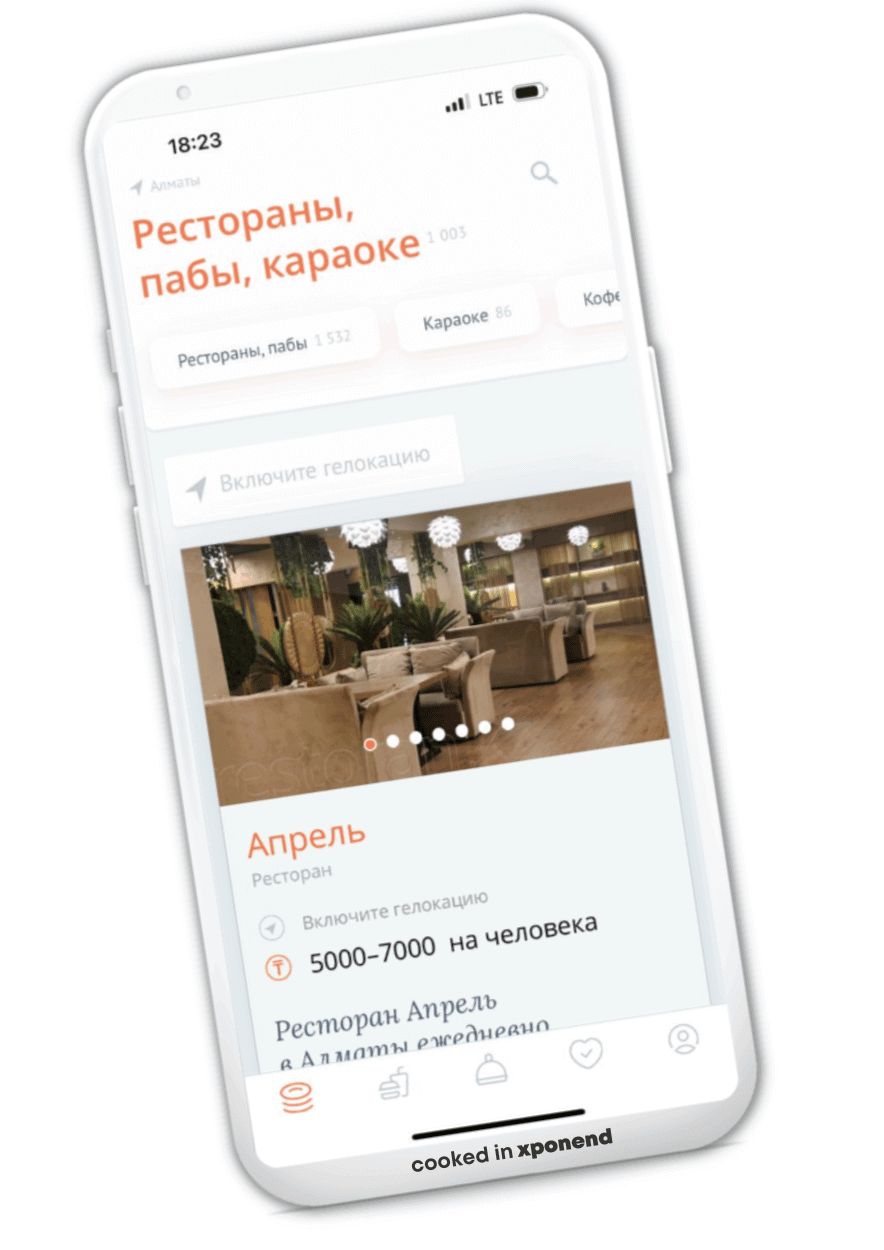 18:23
LTE
Алматы
Рестораны,
пабы, караоке 1 003
Рестораны, пабы 1 532
Караоке 86
Кофе
Включите гелокацию
resto
Апрель
Ресторан
Включите гелокацию
₸ 5000–7000 на человека
Ресторан Апрель
в Алматы ежедневно
cooked in xponend